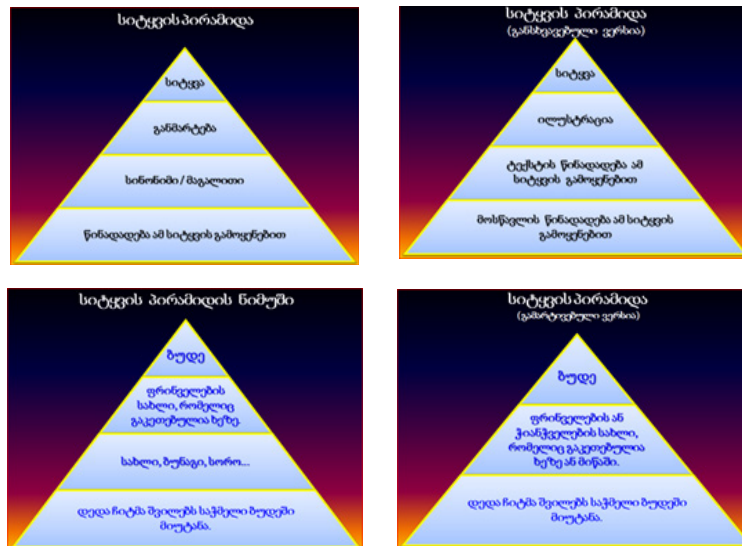 სიტყვის პირამიდა
სიტყვა
განმარტება
სინონიმი / მაგალითი
წინადადება ამ სიტყვის გამოყენებით
სიტყვის პირამიდა
(განსხვავებული ვერსია)
სიტყვა
ილუსტრაცია
ტექსტის წინადადება ამ
სიტყვის გამოყენებით
მოსწავლის წინადადება ამ სიტყვის
გამოყენებით
სიტყვის პირამიდის ნიმუში
ბუდე
ფრინველების
სახლი, რომელიც
გაკეთებულია ხეზე.
სახლი, ბუნაგი, სორო...
დედა ჩიტმა შვილებს საჭმელი ბუდეში
მიუტანა.
სიტყვის პირამიდა
(გამარტივებული ვერსია)
ბუდე
ფრინველების ან
ჭიანჭველების სახლი,
რომელიც გაკეთებულია
ხეზე ან მიწაში.
დედა ჩიტმა შვილებს საჭმელი ბუდეში
მიუტანა.